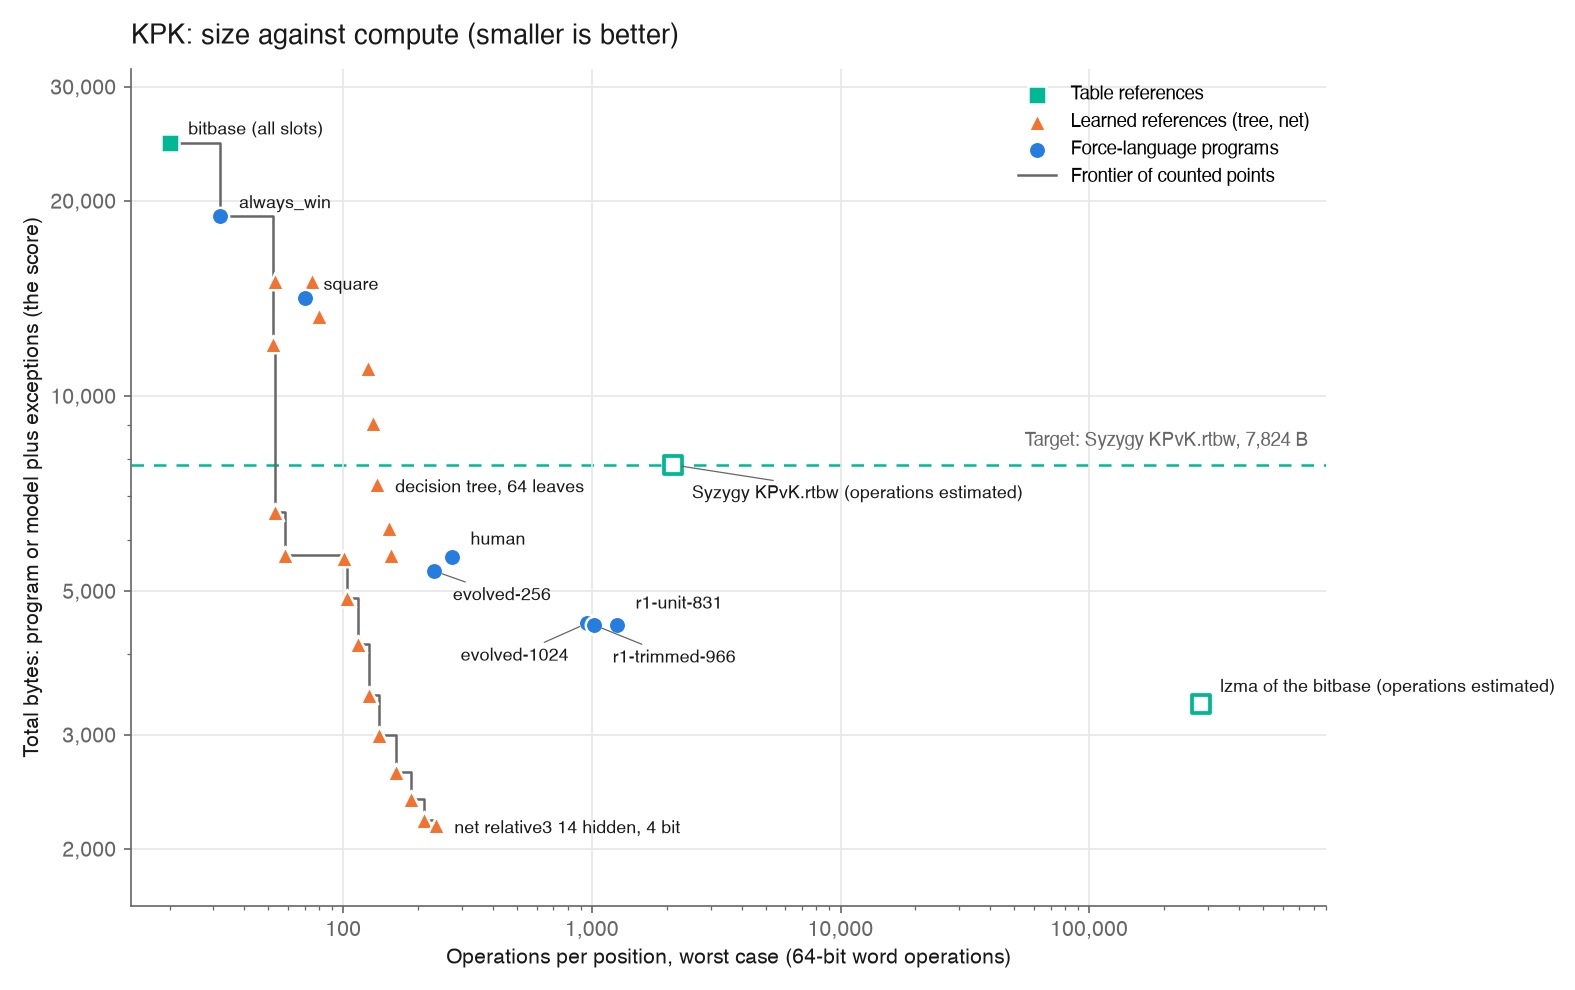 KPK: size against compute (smaller is better)
30,000
20,000
10,000
5,000
3,000
2,000
Total bytes: program or model plus exceptions (the score)
Table references
Learned references (tree, net)
Force-language programs
Frontier of counted points
bitbase (all slots)
always_win
square
Target: Syzygy KPvK.rtbw, 7,824 B
decision tree, 64 leaves
Syzygy KPvK.rtbw (operations estimated)
human
evolved-256
r1-unit-831
evolved-1024
r1-trimmed-966
lzma of the bitbase (operations estimated)
net relative3 14 hidden, 4 bit
100
1,000
10,000
100,000
Operations per position, worst case (64-bit word operations)